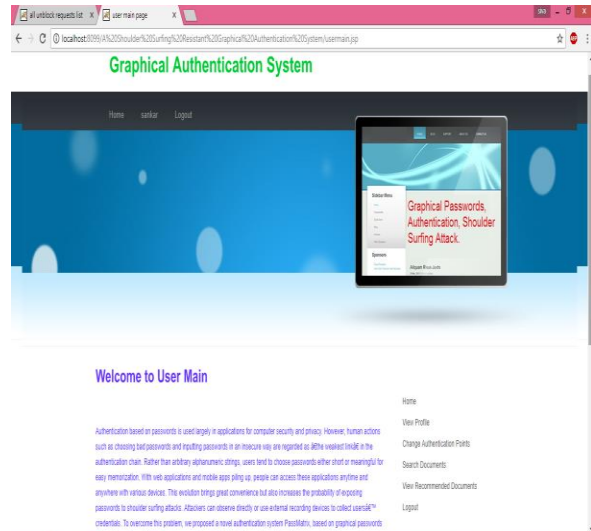 all unblock requests list
user main page
localhost:8099/A%20Shoulder%20Surfing%20Resistant%20Graphical%20Authentication%20System/usermain.jsp
Graphical Authentication System
Home sankar Logout
Sidebar Menu
Graphical Passwords,
Authentication, Shoulder
Surfing Attack.
Sponsors
Welcome to User Main
Authentication based on passwords is used largely in applications for computer security and privacy. However, human actions
such as choosing bad passwords and inputting passwords in an insecure way are regarded as â€the weakest linkâ€ in the
authentication chain. Rather than arbitrary alphanumeric strings, users tend to choose passwords either short or meaningful for
easy memorization. With web applications and mobile apps piling up, people can access these applications anytime and
anywhere with various devices. This evolution brings great convenience but also increases the probability of exposing
passwords to shoulder surfing attacks. Attackers can observe directly or use external recording devices to collect usersâ€™
credentials. To overcome this problem, we proposed a novel authentication system PassMatrix, based on graphical passwords
Home
View Profile
Change Authentication Points
Search Documents
View Recommended Documents
Logout